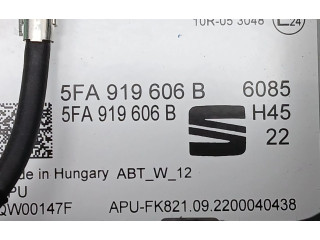 10R-05 3048 24
5FA 919 606 B 6085
5FA 919 606 B H45
22
de in Hungary ABT_W_12
PU
QW00147F APU-FK821.09.2200040438